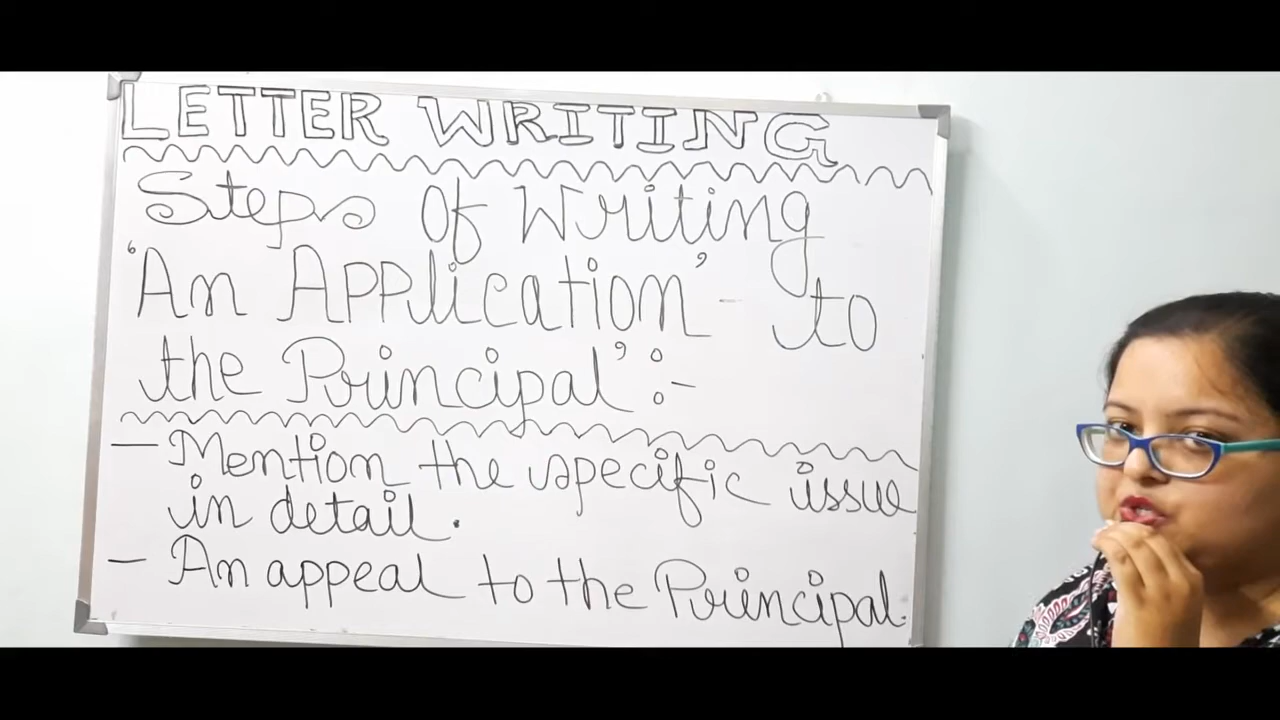 LETTER WRITING
Steps Of Writing
'An Application' - to
the Principal' :-
- Mention the specific issue
in detail.
- An appeal to the Principal.